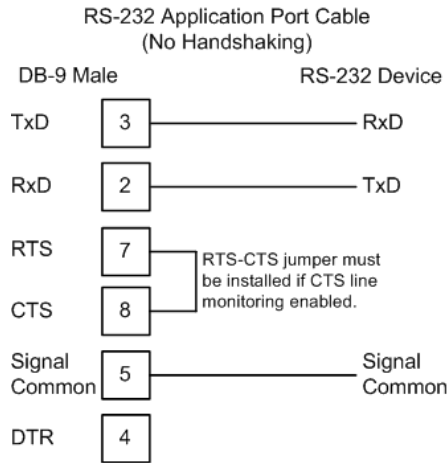 RS-232 Application Port Cable
(No Handshaking)
DB-9 Male RS-232 Device
TxD 3 RxD
RxD 2 TxD
RTS 7
RTS-CTS jumper must
be installed if CTS line
monitoring enabled.
CTS 8
Signal
Common 5 Signal
Common
DTR 4